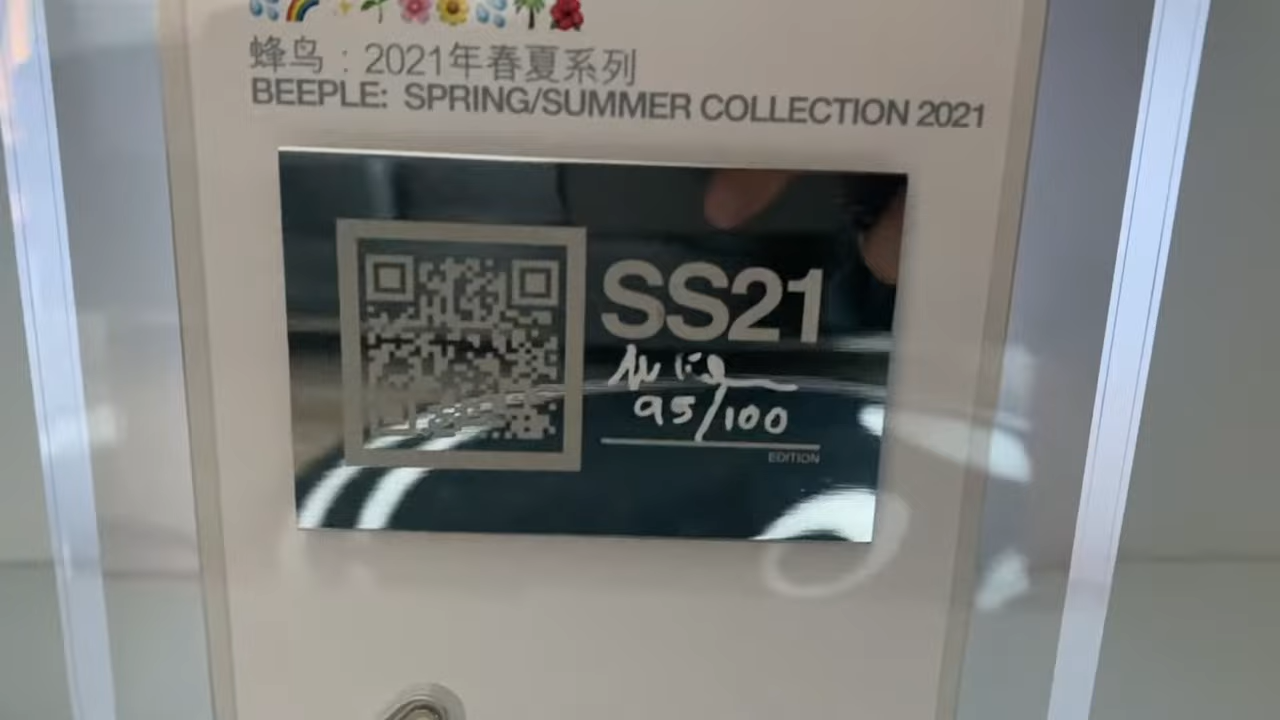 蜂鸟：2021年春夏系列
BEEPLE: SPRING/SUMMER COLLECTION 2021
SS21
95/100
EDITION